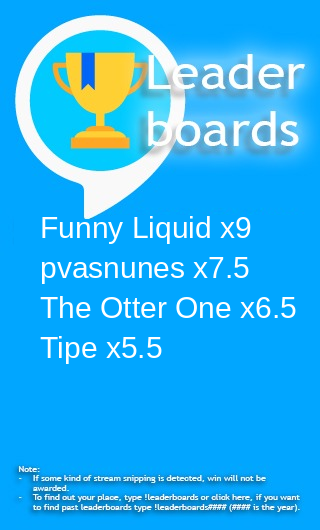 Leader
boards
Funny Liquid x9
pvasnunes x7.5
The Otter One x6.5
Tipe x5.5
Note:
- If some kind of stream snipping is detected, win will not be
awarded.
- To find out your place, type !leaderboards or click here, if you want
to find past leaderboards type !leaderboards#### (#### is the year).